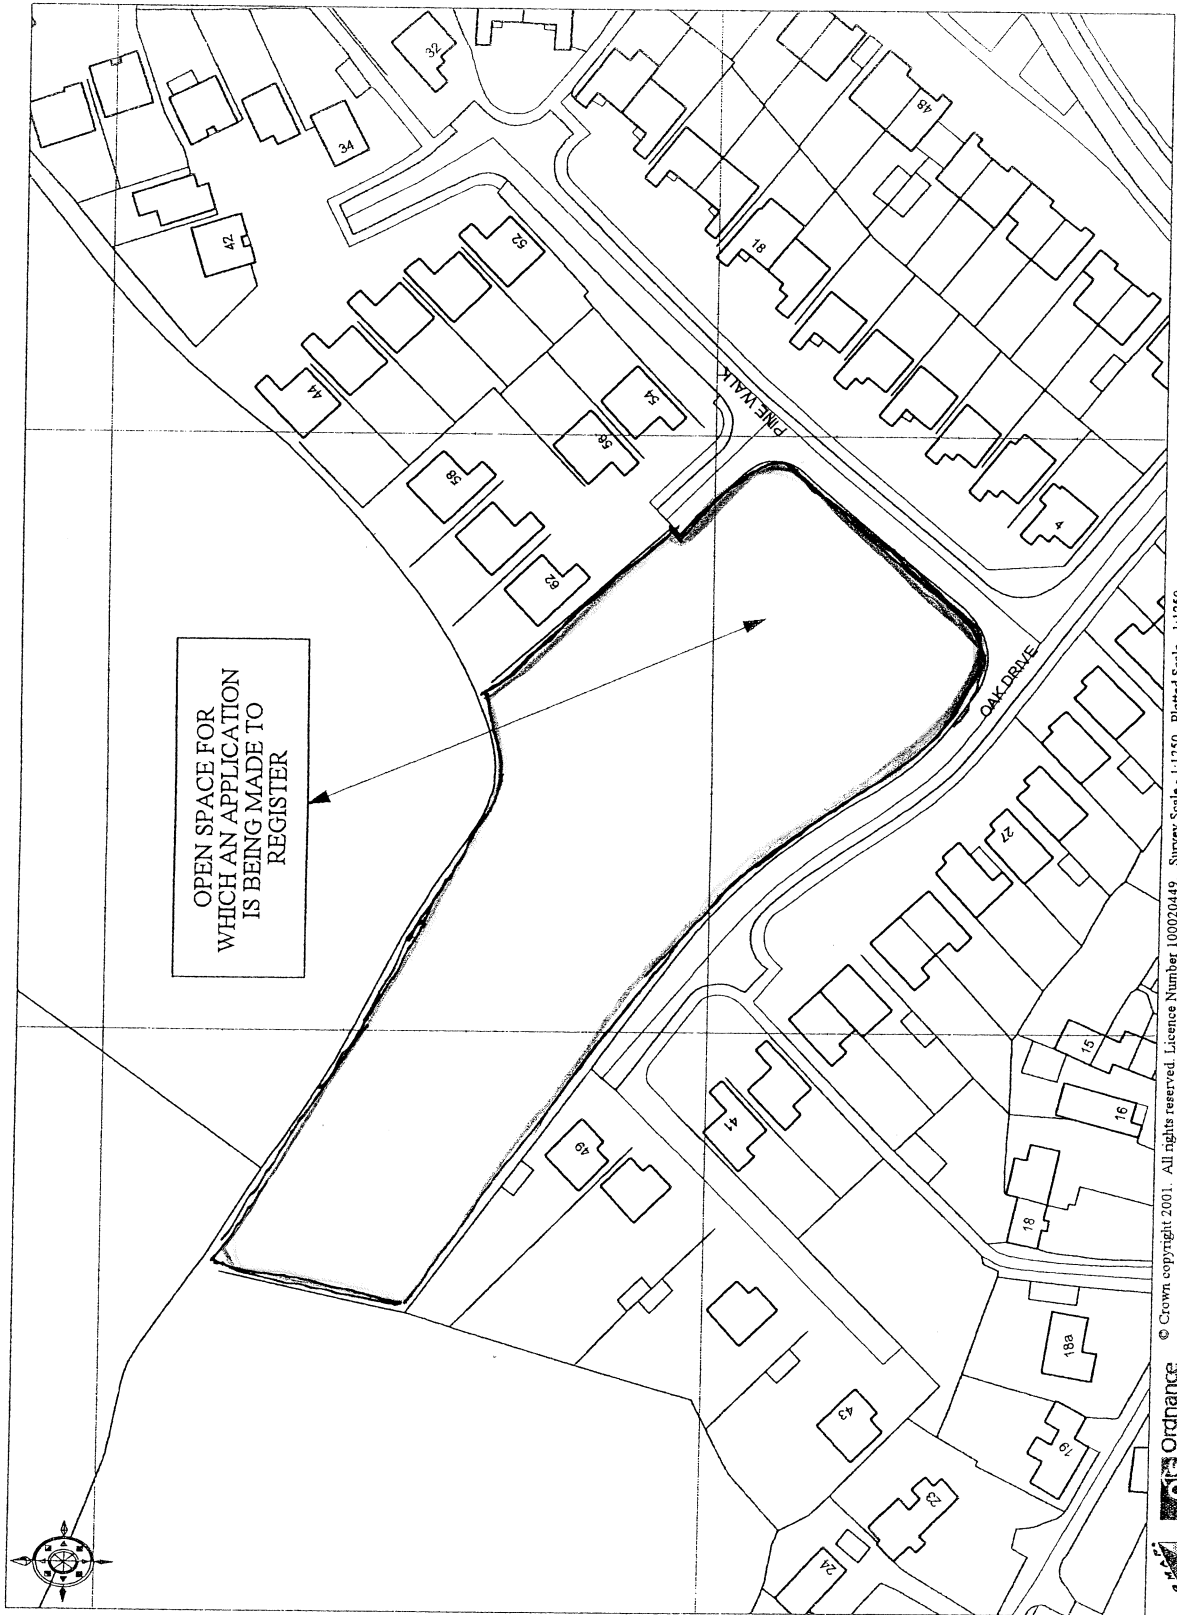 OPEN SPACE FOR
WHICH AN APPLICATION
IS BEING MADE TO
REGISTER
32
34
42
52
44
54
56
58
62
48
18
4
PINE WALK
OAK DRIVE
27
15
16
18
41
49
43
18a
19
23
24
Ordnance
© Crown copyright 2001. All rights reserved. Licence Number 100020449 Survey Scale - 1:1250 Plotted Scale - 1:1250